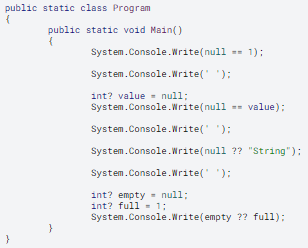 public static class Program
{
public static void Main()
{
System.Console.Write(null == 1);
System.Console.Write(' ');
int? value = null;
System.Console.Write(null == value);
System.Console.Write(' ');
System.Console.Write(null ?? "String");
System.Console.Write(' ');
int? empty = null;
int? full = 1;
System.Console.Write(empty ?? full);
}
}